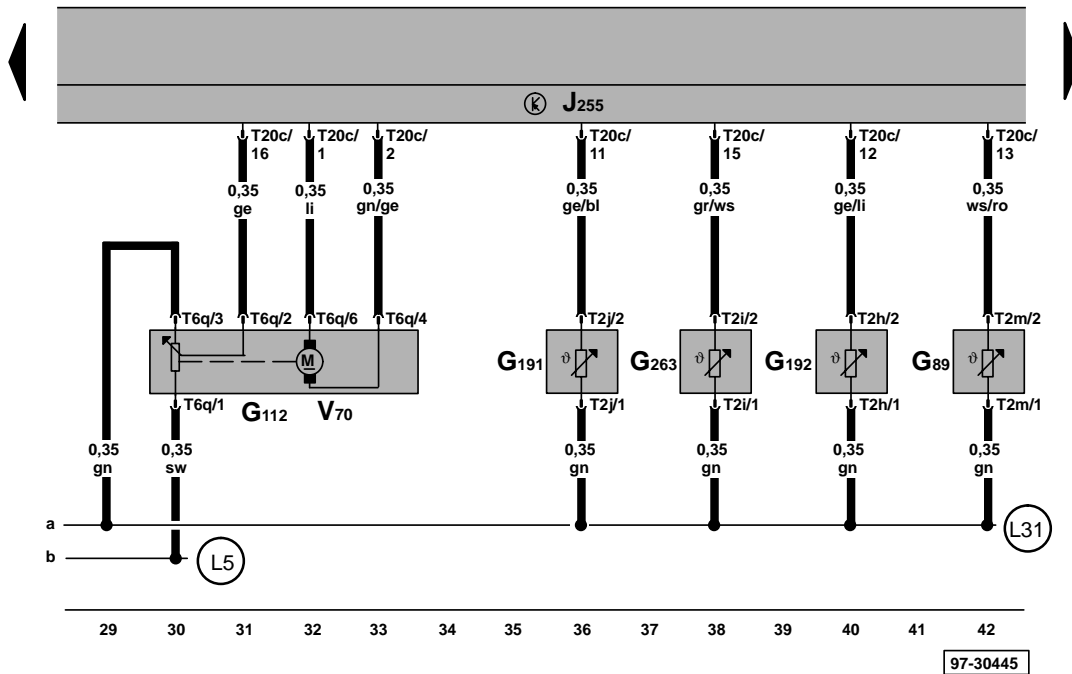 J255
T20c/ T20c/ T20c/ T20c/ T20c/ T20c/ T20c/
16 1 2 11 15 12 13
0,35 0,35 0,35 0,35 0,35 0,35 0,35
ge li gn/ge ge/bl gr/ws ge/li ws/ro
T6q/3 T6q/2 T6q/6 T6q/4 T2j/2 T2i/2 T2h/2 T2m/2
M G191 ϑ G263 ϑ G192 ϑ G89 ϑ
T6q/1 G112 V70 T2j/1 T2i/1 T2h/1 T2m/1
0,35 0,35 0,35 0,35 0,35 0,35
gn sw gn gn gn gn
a L31
b L5
29 30 31 32 33 34 35 36 37 38 39 40 41 42
97-30445